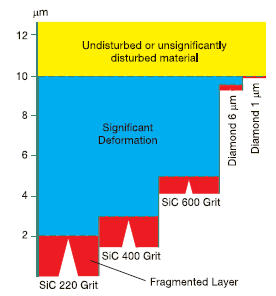 μm
12
Undisturbed or unsignificantly
disturbed material
10
Significant
Deformation
8
6
4
2
Diamond 6 μm
Diamond 1 μm
SiC 600 Grit
SiC 400 Grit
SiC 220 Grit
Fragmented Layer